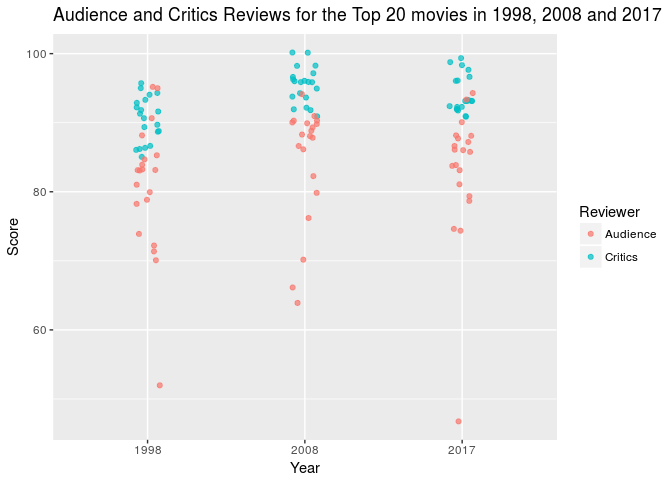 Audience and Critics Reviews for the Top 20 movies in 1998, 2008 and 2017
100
80
60
Score
1998
2008
2017
Year
Reviewer
Audience
Critics